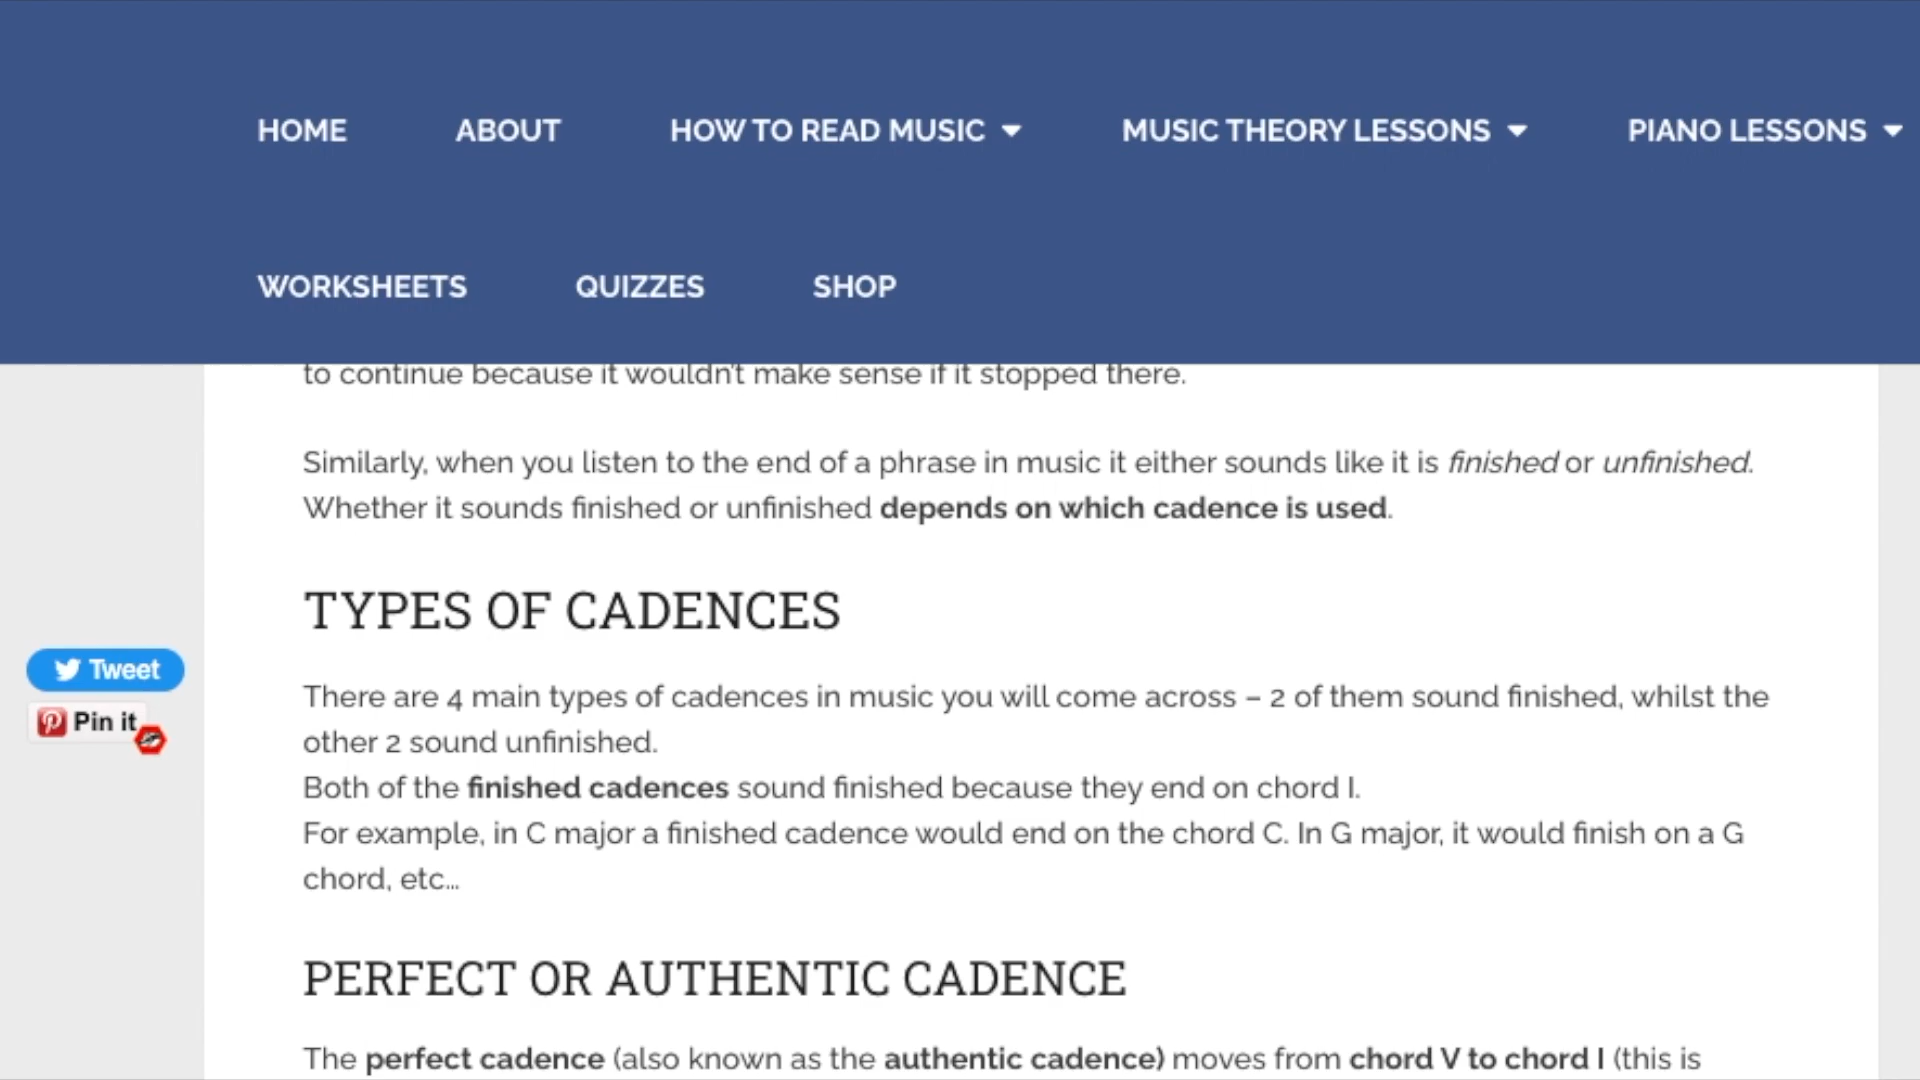 HOME ABOUT HOW TO READ MUSIC MUSIC THEORY LESSONS PIANO LESSONS
WORKSHEETS QUIZZES SHOP
to continue because it wouldn't make sense if it stopped there.
Similarly, when you listen to the end of a phrase in music it either sounds like it is finished or unfinished.
Whether it sounds finished or unfinished depends on which cadence is used.
TYPES OF CADENCES
Tweet
Pin it
There are 4 main types of cadences in music you will come across – 2 of them sound finished, whilst the
other 2 sound unfinished.
Both of the finished cadences sound finished because they end on chord I.
For example, in C major a finished cadence would end on the chord C. In G major, it would finish on a G
chord, etc…
PERFECT OR AUTHENTIC CADENCE
The perfect cadence (also known as the authentic cadence) moves from chord V to chord I (this is